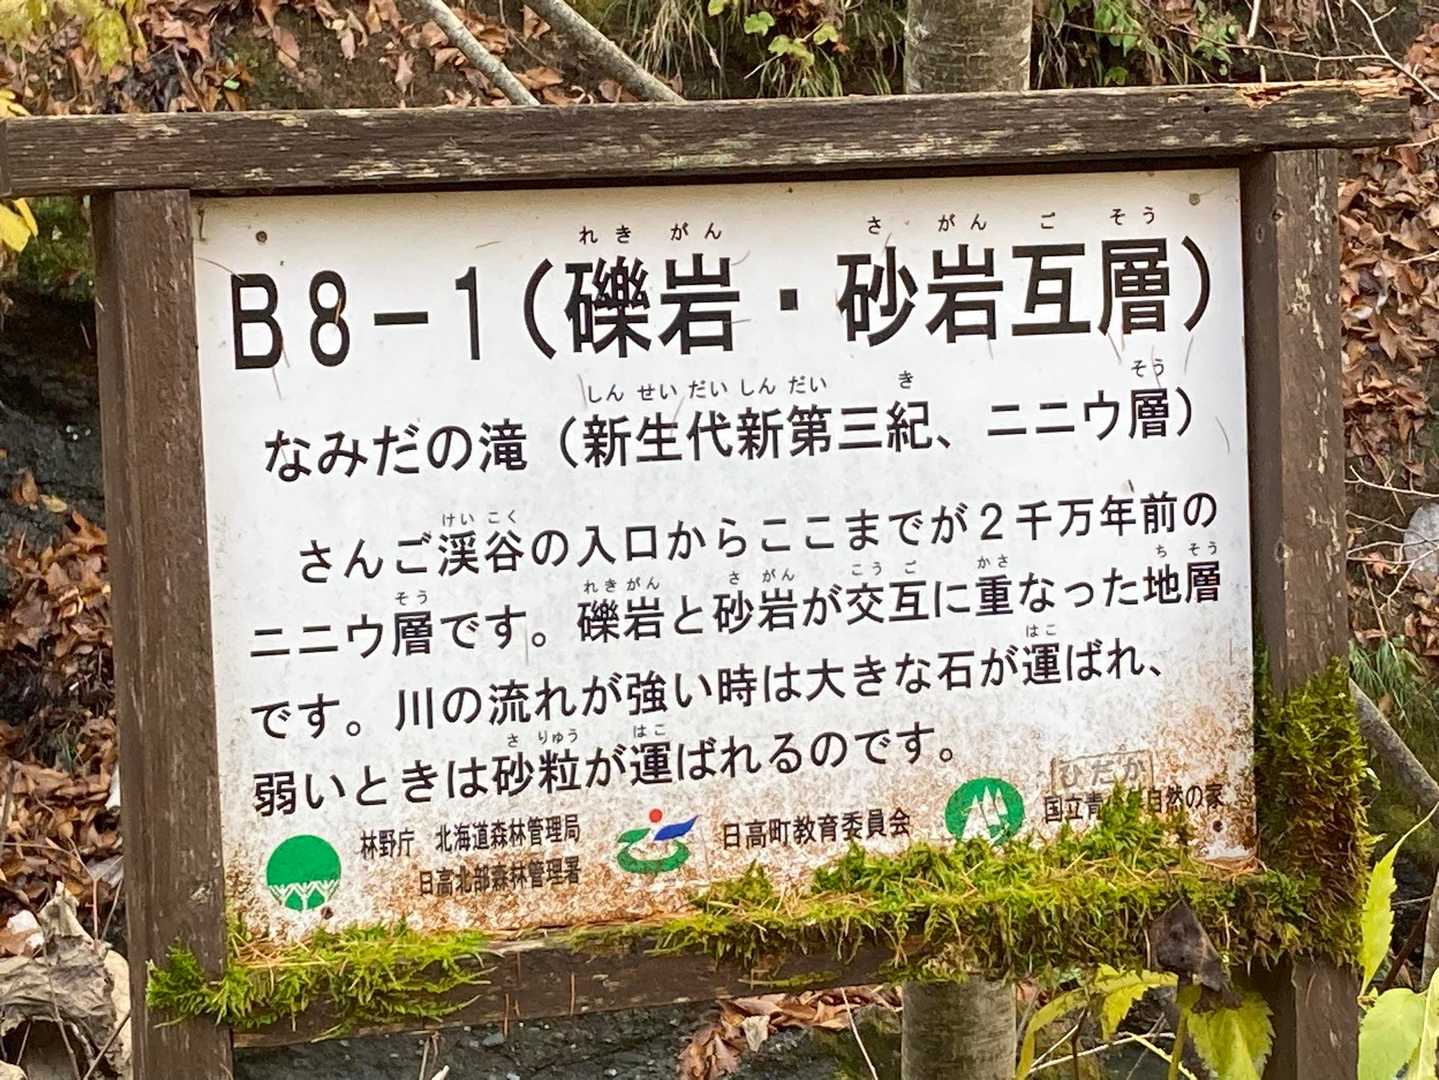 れき がん さ がん ご そう
B8-1(礫岩・砂岩互層)
しん せい だい しん だい き そう
なみだの滝(新生代新第三紀、ニニウ層)
けい こく
さんご渓谷の入口からここまでが2千万年前の
そう れき がん さ がん こう ご かさ ち そう
ニニウ層です。礫岩と砂岩が交互に重なった地層
はこ
です。川の流れが強い時は大きな石が運ばれ、
さ りゅう はこ
弱いときは砂粒が運ばれるのです。
林野庁 北海道森林管理局
日高北部森林管理署
日高町教育委員会
ひだか
国立青 自然の家